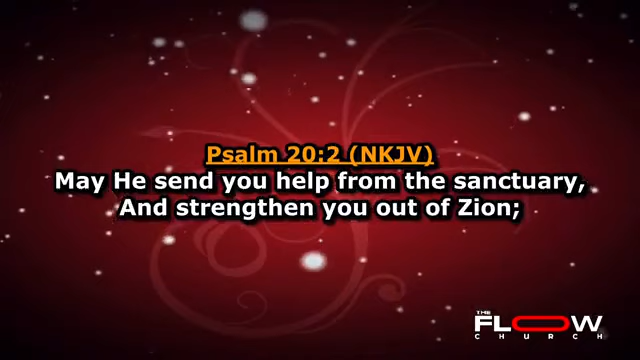 Psalm 20:2 (NKJV)
May He send you help from the sanctuary,
And strengthen you out of Zion;
THE
FLOW
CHURCH